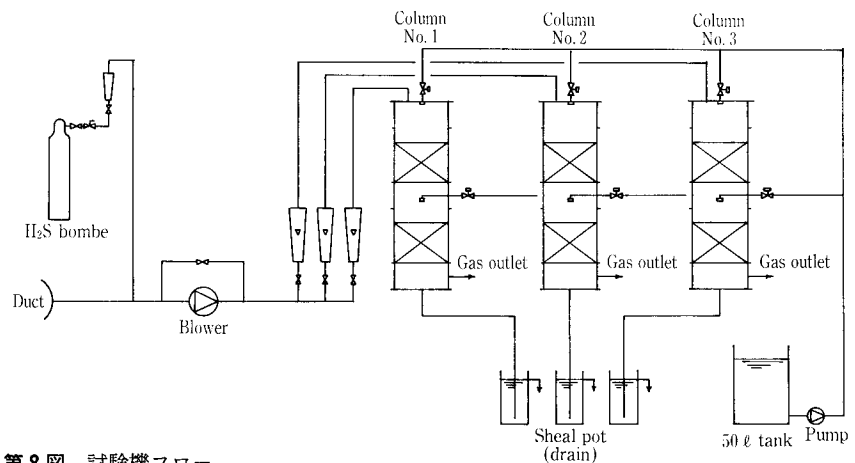 Column
No. 1
Column
No. 2
Column
No. 3
H₂S bombe
Duct
Blower
Gas outlet
Gas outlet
Gas outlet
Sheal pot
(drain)
50 ℓ tank
Pump
第8図 試験機フロー